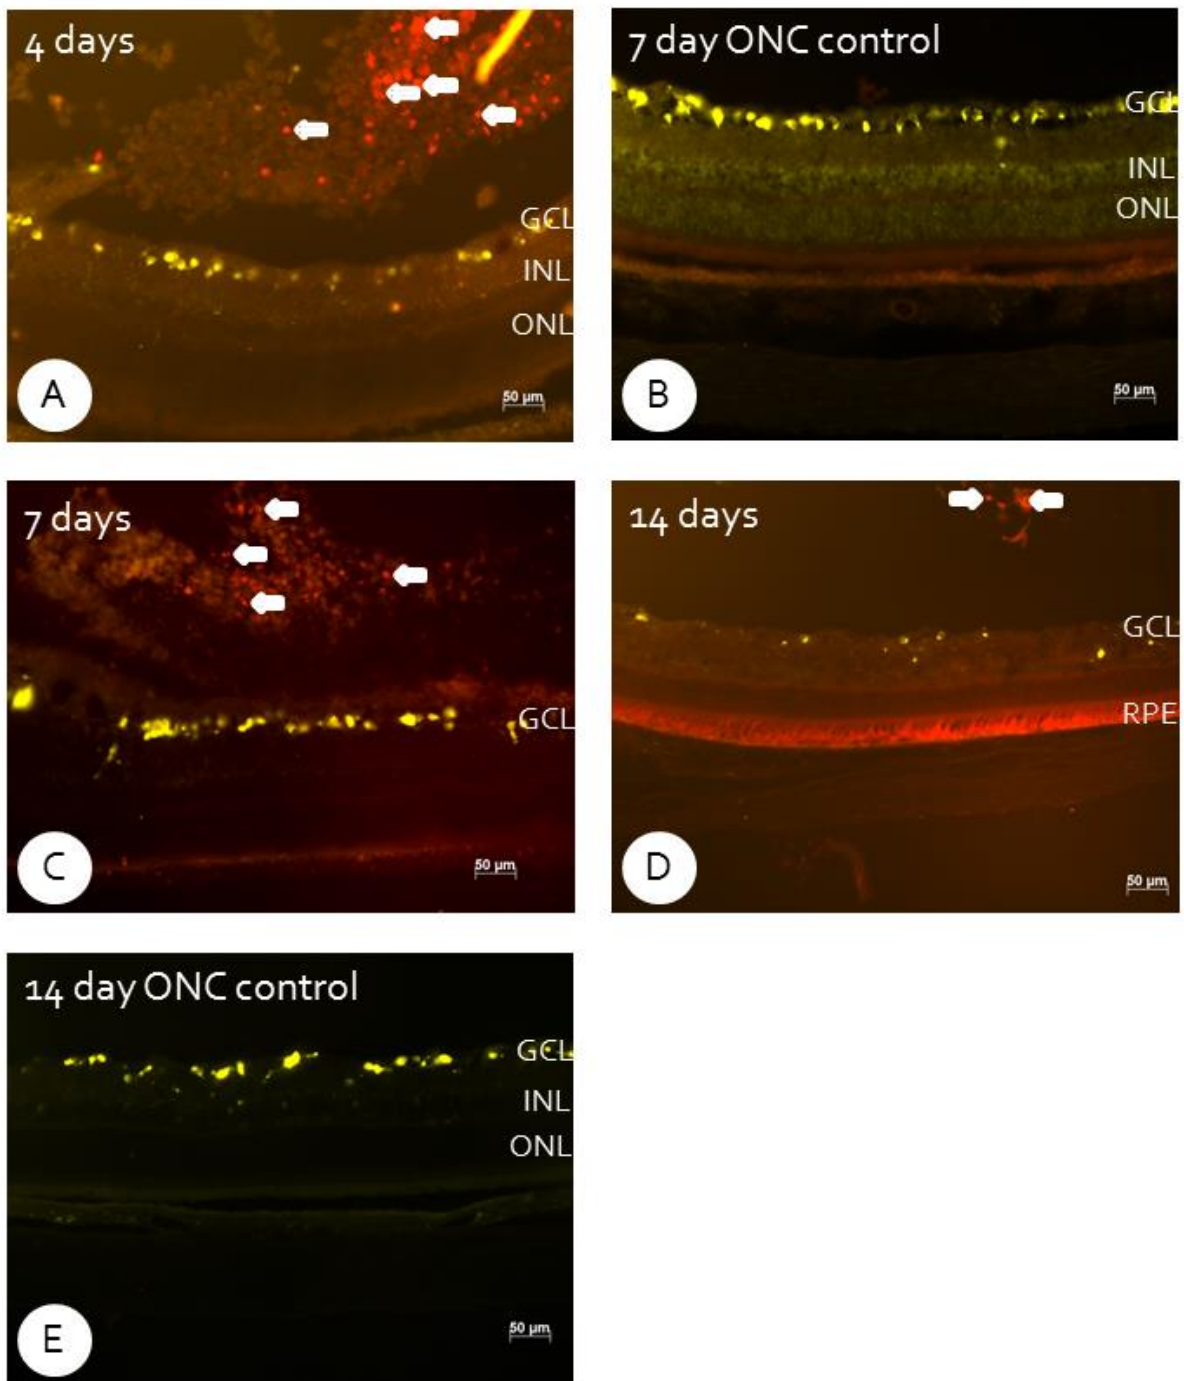 4 days
GCL
INL
ONL
A
50 µm
7 day ONC control
GCL
INL
ONL
B
50 µm
7 days
GCL
C
50 µm
14 days
GCL
RPE
D
50 µm
14 day ONC control
GCL
INL
ONL
E
50 µm